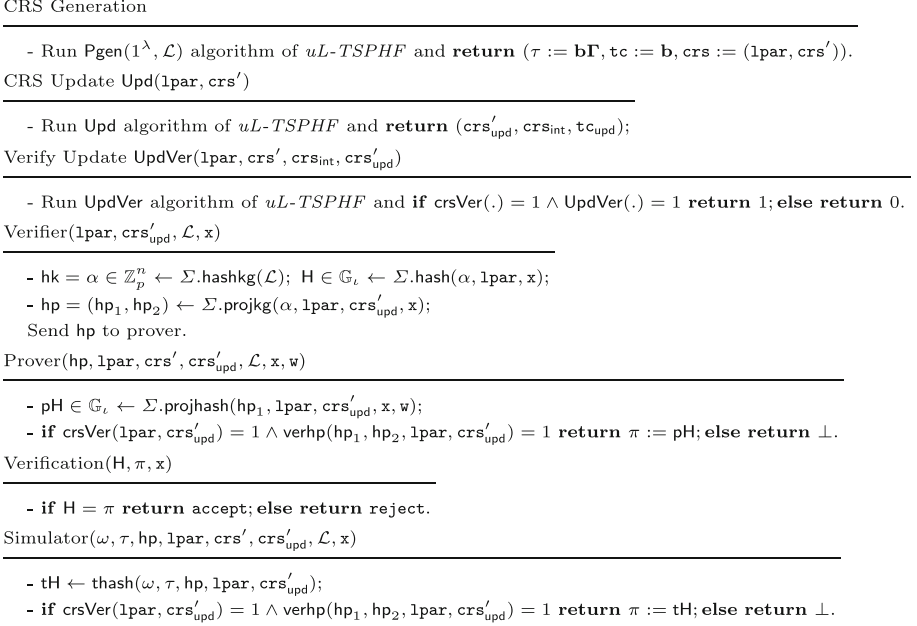 CRS Generation
- Run Pgen(1^λ, 𝓛) algorithm of uL-TSPHF and return (τ := bΓ, tc := b, crs := (lpar, crs′)).
CRS Update Upd(lpar, crs′)
- Run Upd algorithm of uL-TSPHF and return (crs′_upd, crs_int, tc_upd);
Verify Update UpdVer(lpar, crs′, crs_int, crs′_upd)
- Run UpdVer algorithm of uL-TSPHF and if crsVer(.) = 1 ∧ UpdVer(.) = 1 return 1; else return 0.
Verifier(lpar, crs′_upd, 𝓛, x)
- hk = α ∈ ℤ_p^n ← Σ.hashkg(𝓛); H ∈ 𝔾_ι ← Σ.hash(α, lpar, x);
- hp = (hp_1, hp_2) ← Σ.projkg(α, lpar, crs′_upd, x);
Send hp to prover.
Prover(hp, lpar, crs′, crs′_upd, 𝓛, x, w)
- pH ∈ 𝔾_ι ← Σ.projhash(hp_1, lpar, crs′_upd, x, w);
- if crsVer(lpar, crs′_upd) = 1 ∧ verhp(hp_1, hp_2, lpar, crs′_upd) = 1 return π := pH; else return ⊥.
Verification(H, π, x)
- if H = π return accept; else return reject.
Simulator(ω, τ, hp, lpar, crs′, crs′_upd, 𝓛, x)
- tH ← thash(ω, τ, hp, lpar, crs′_upd);
- if crsVer(lpar, crs′_upd) = 1 ∧ verhp(hp_1, hp_2, lpar, crs′_upd) = 1 return π := tH; else return ⊥.